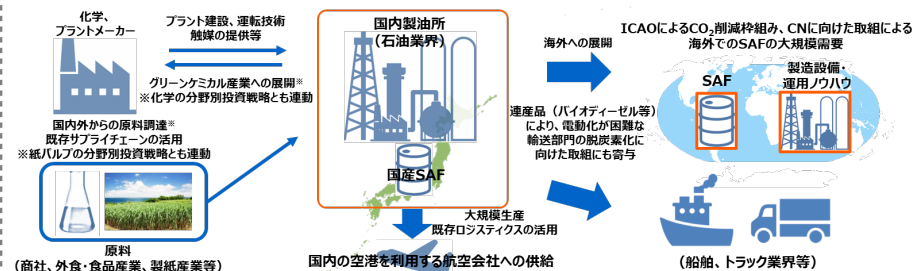 化学、
プラントメーカー
プラント建設、運転技術
触媒の提供等
グリーンケミカル産業への展開※
※化学の分野別投資戦略とも連動
国内外からの原料調達※
既存サプライチェーンの活用
※紙パルプの分野別投資戦略とも連動
原料
（商社、外食・食品産業、製紙産業等）
国内製油所
（石油業界）
国産SAF
大規模生産
既存ロジスティクスの活用
国内の空港を利用する航空会社への供給
海外への展開
連産品（バイオディーゼル等）
により、電動化が困難な
輸送部門の脱炭素化に
向けた取組にも寄与
ICAOによるCO₂削減枠組み、CNに向けた取組による
海外でのSAFの大規模需要
SAF
製造設備・
運用ノウハウ
（船舶、トラック業界等）